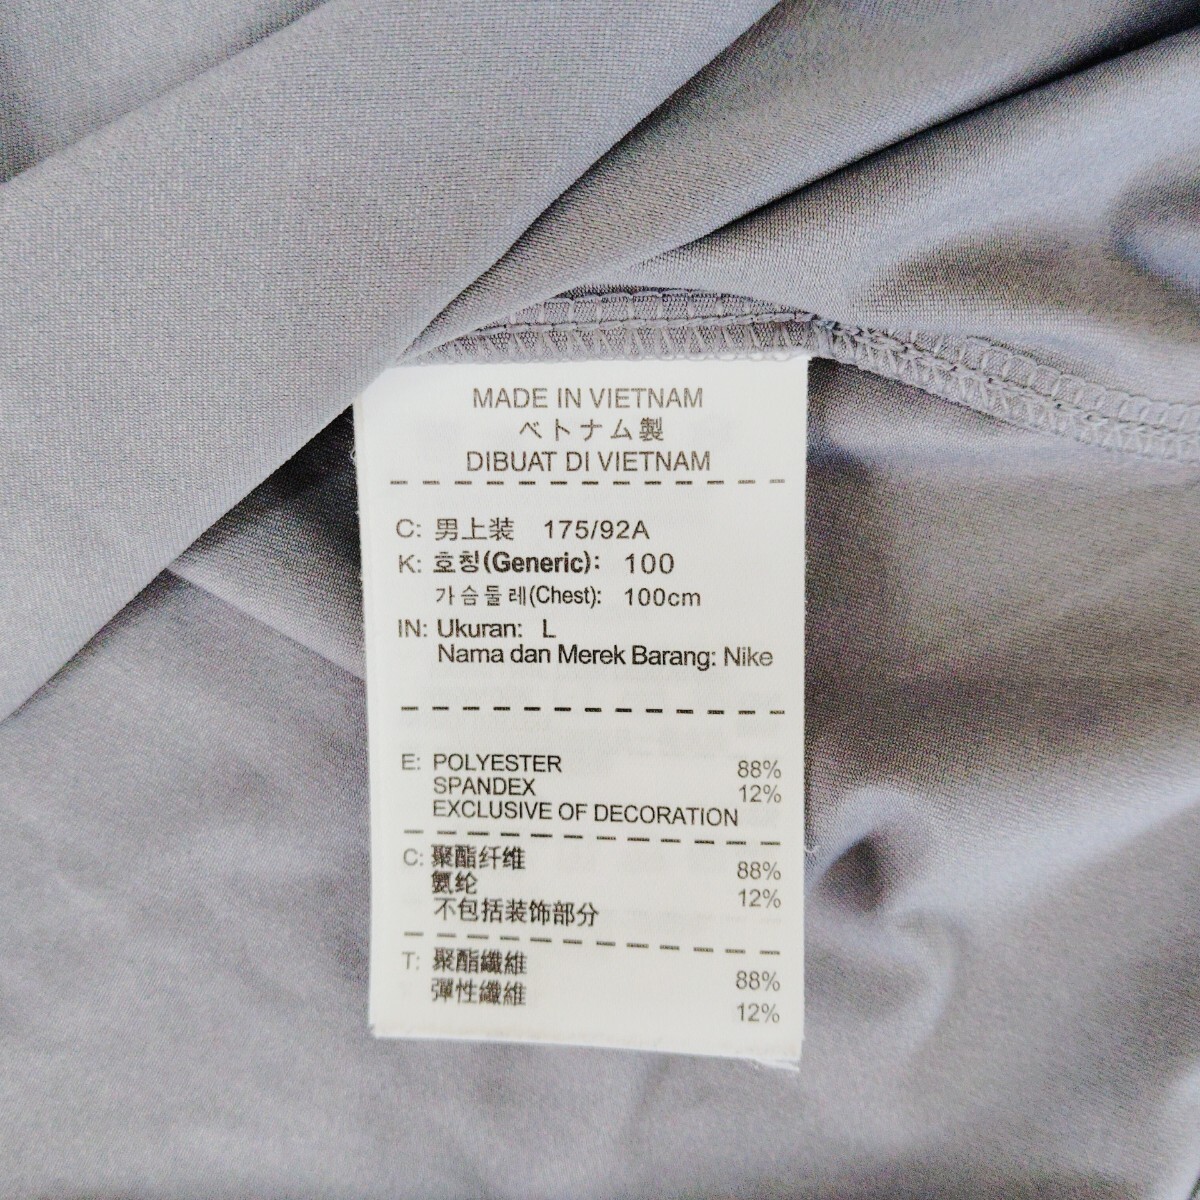 MADE IN VIETNAM
ベトナム製
DIBUAT DI VIETNAM
C: 男上装 175/92A
K: 호칭(Generic): 100
가슴둘레(Chest): 100cm
IN: Ukuran: L
Nama dan Merek Barang: Nike
E: POLYESTER 88%
SPANDEX 12%
EXCLUSIVE OF DECORATION
C: 聚酯纤维 88%
氨纶 12%
不包括装饰部分
T: 聚酯纖維 88%
彈性纖維 12%